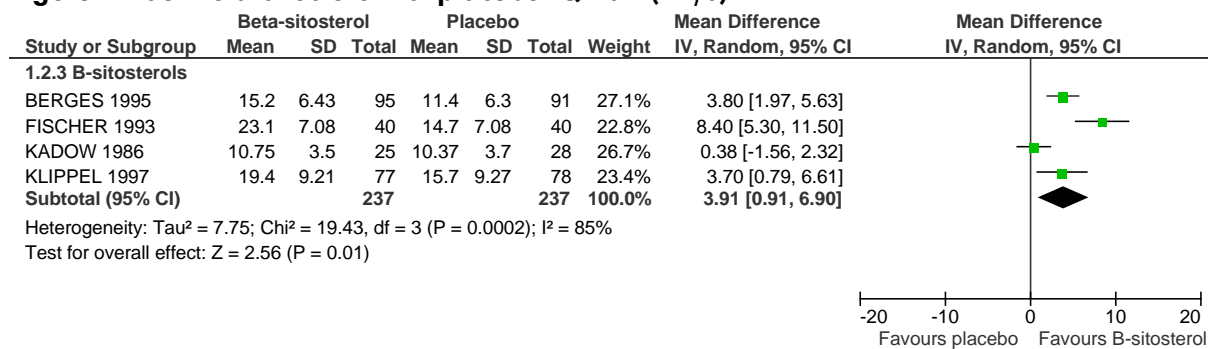 Beta-sitosterol Placebo Mean Difference Mean Difference
Study or Subgroup Mean SD Total Mean SD Total Weight IV, Random, 95% CI IV, Random, 95% CI
1.2.3 B-sitosterols
BERGES 1995 15.2 6.43 95 11.4 6.3 91 27.1% 3.80 [1.97, 5.63]
FISCHER 1993 23.1 7.08 40 14.7 7.08 40 22.8% 8.40 [5.30, 11.50]
KADOW 1986 10.75 3.5 25 10.37 3.7 28 26.7% 0.38 [-1.56, 2.32]
KLIPPEL 1997 19.4 9.21 77 15.7 9.27 78 23.4% 3.70 [0.79, 6.61]
Subtotal (95% CI) 237 237 100.0% 3.91 [0.91, 6.90]
Heterogeneity: Tau² = 7.75; Chi² = 19.43, df = 3 (P = 0.0002); I² = 85%
Test for overall effect: Z = 2.56 (P = 0.01)
-20 -10 0 10 20
Favours placebo Favours B-sitosterol